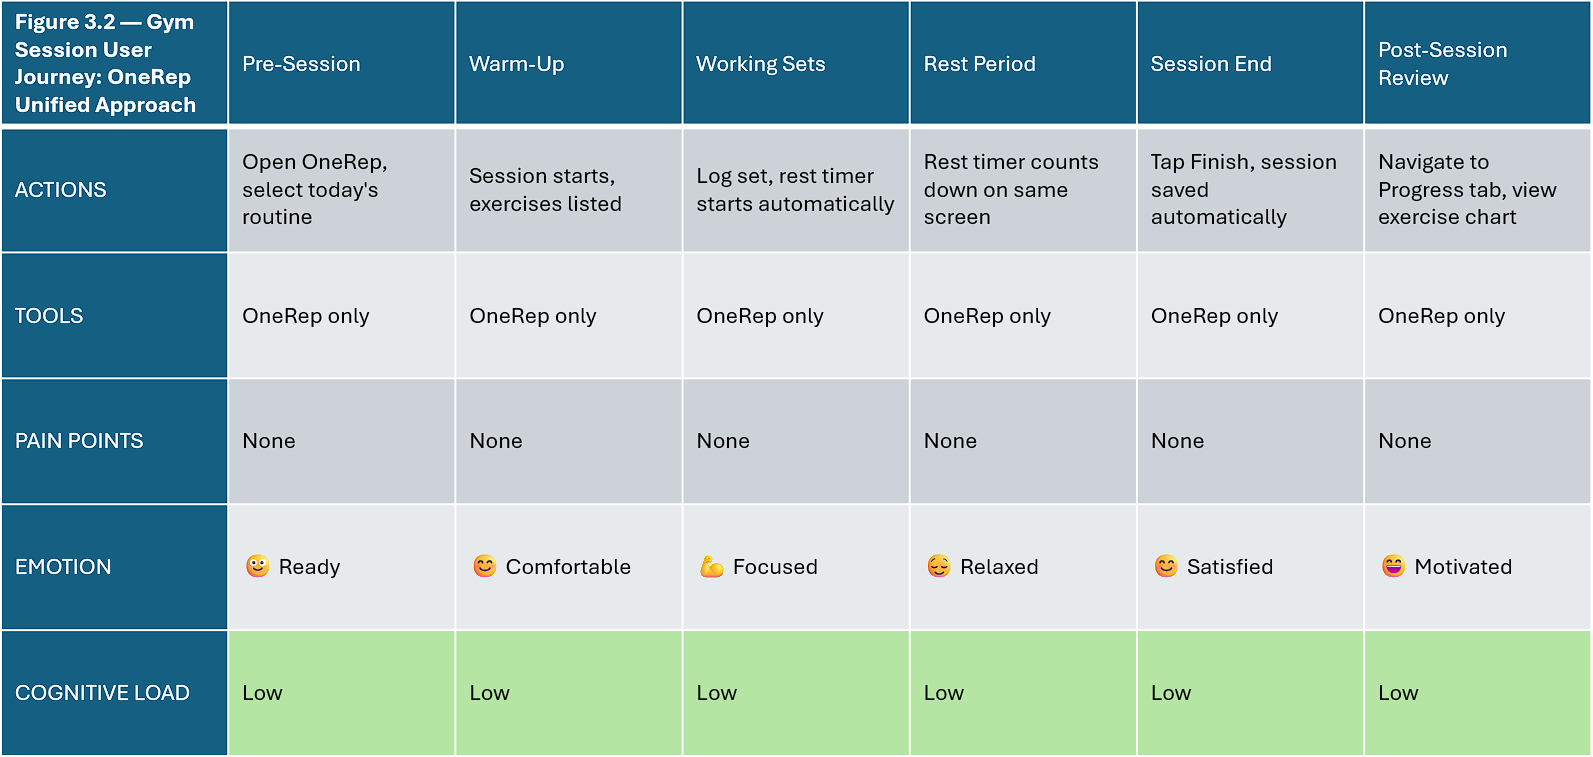 Figure 3.2 — Gym
Session User
Journey: OneRep
Unified Approach
Pre-Session
Warm-Up
Working Sets
Rest Period
Session End
Post-Session
Review
ACTIONS
Open OneRep,
select today's
routine
Session starts,
exercises listed
Log set, rest timer
starts automatically
Rest timer counts
down on same
screen
Tap Finish, session
saved
automatically
Navigate to
Progress tab, view
exercise chart
TOOLS
OneRep only
OneRep only
OneRep only
OneRep only
OneRep only
OneRep only
PAIN POINTS
None
None
None
None
None
None
EMOTION
Ready
Comfortable
Focused
Relaxed
Satisfied
Motivated
COGNITIVE LOAD
Low
Low
Low
Low
Low
Low